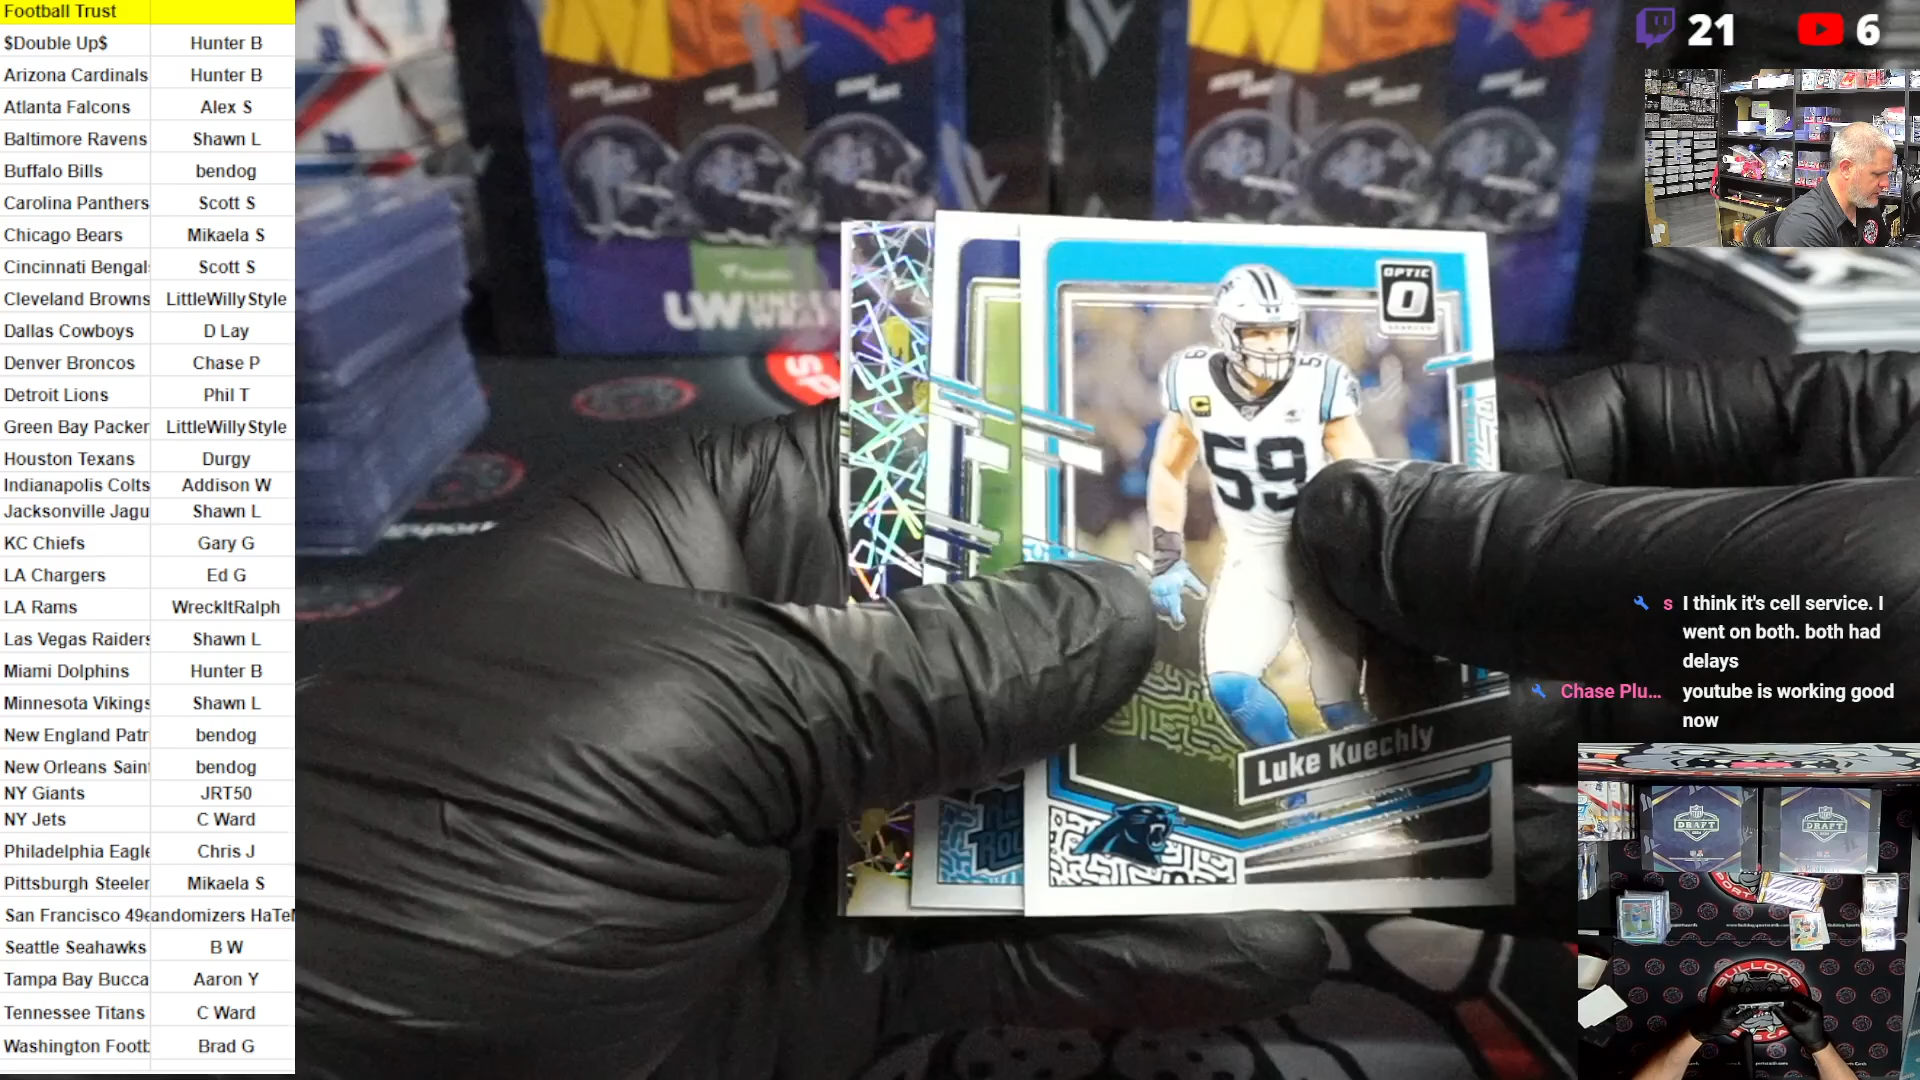 Football Trust
$Double Up$ Hunter B
Arizona Cardinals Hunter B
Atlanta Falcons Alex S
Baltimore Ravens Shawn L
Buffalo Bills bendog
Carolina Panthers Scott S
Chicago Bears Mikaela S
Cincinnati Bengal Scott S
Cleveland Browns LittleWillyStyle
Dallas Cowboys D Lay
Denver Broncos Chase P
Detroit Lions Phil T
Green Bay Packer LittleWillyStyle
Houston Texans Durgy
Indianapolis Colts Addison W
Jacksonville Jagu Shawn L
KC Chiefs Gary G
LA Chargers Ed G
LA Rams WreckItRalph
Las Vegas Raiders Shawn L
Miami Dolphins Hunter B
Minnesota Vikings Shawn L
New England Patr bendog
New Orleans Saint bendog
NY Giants JRT50
NY Jets C Ward
Philadelphia Eagle Chris J
Pittsburgh Steeler Mikaela S
San Francisco 49e andomizers HaTeM
Seattle Seahawks B W
Tampa Bay Bucca Aaron Y
Tennessee Titans C Ward
Washington Footb Brad G
21 6
OPTIC
59
Luke Kuechly
s I think it's cell service. I
went on both. both had
delays
Chase Plu... youtube is working good
now
DRAFT
DRAFT
BULLDOG